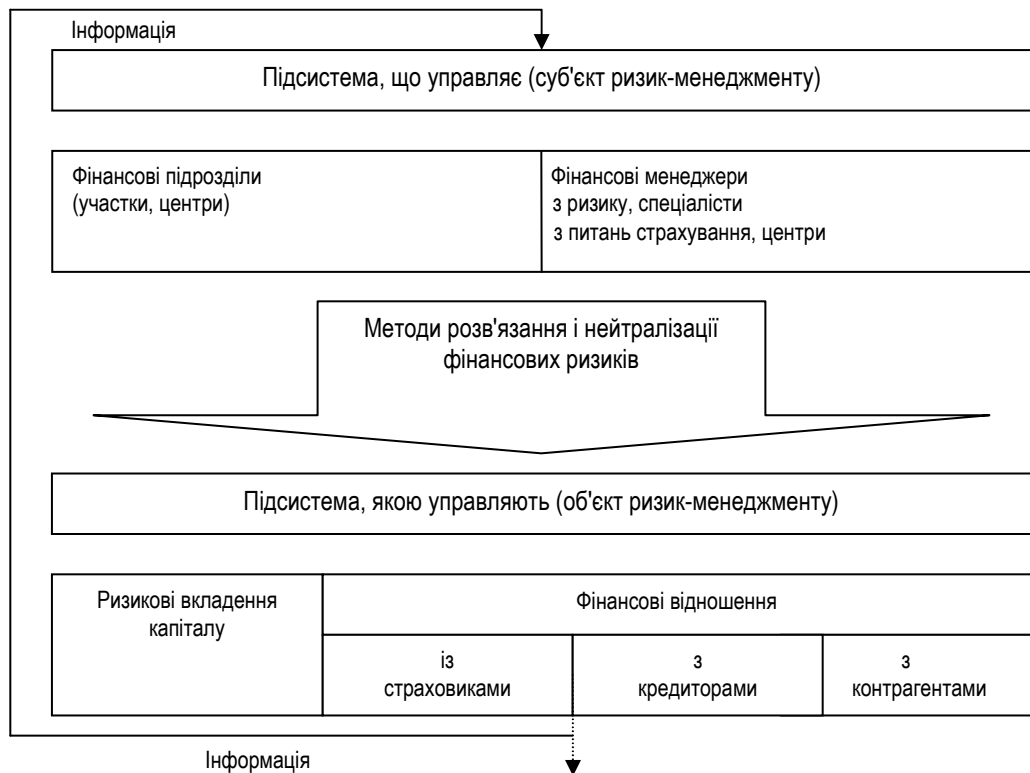 Інформація
Підсистема, що управляє (суб'єкт ризик-менеджменту)
Фінансові підрозділи
(участки, центри)
Фінансові менеджери
з ризику, спеціалісти
з питань страхування, центри
Методи розв'язання і нейтралізації
фінансових ризиків
Підсистема, якою управляють (об'єкт ризик-менеджменту)
Ризикові вкладення
капіталу
Фінансові відношення
із
страховиками
з
кредиторами
з
контрагентами
Інформація